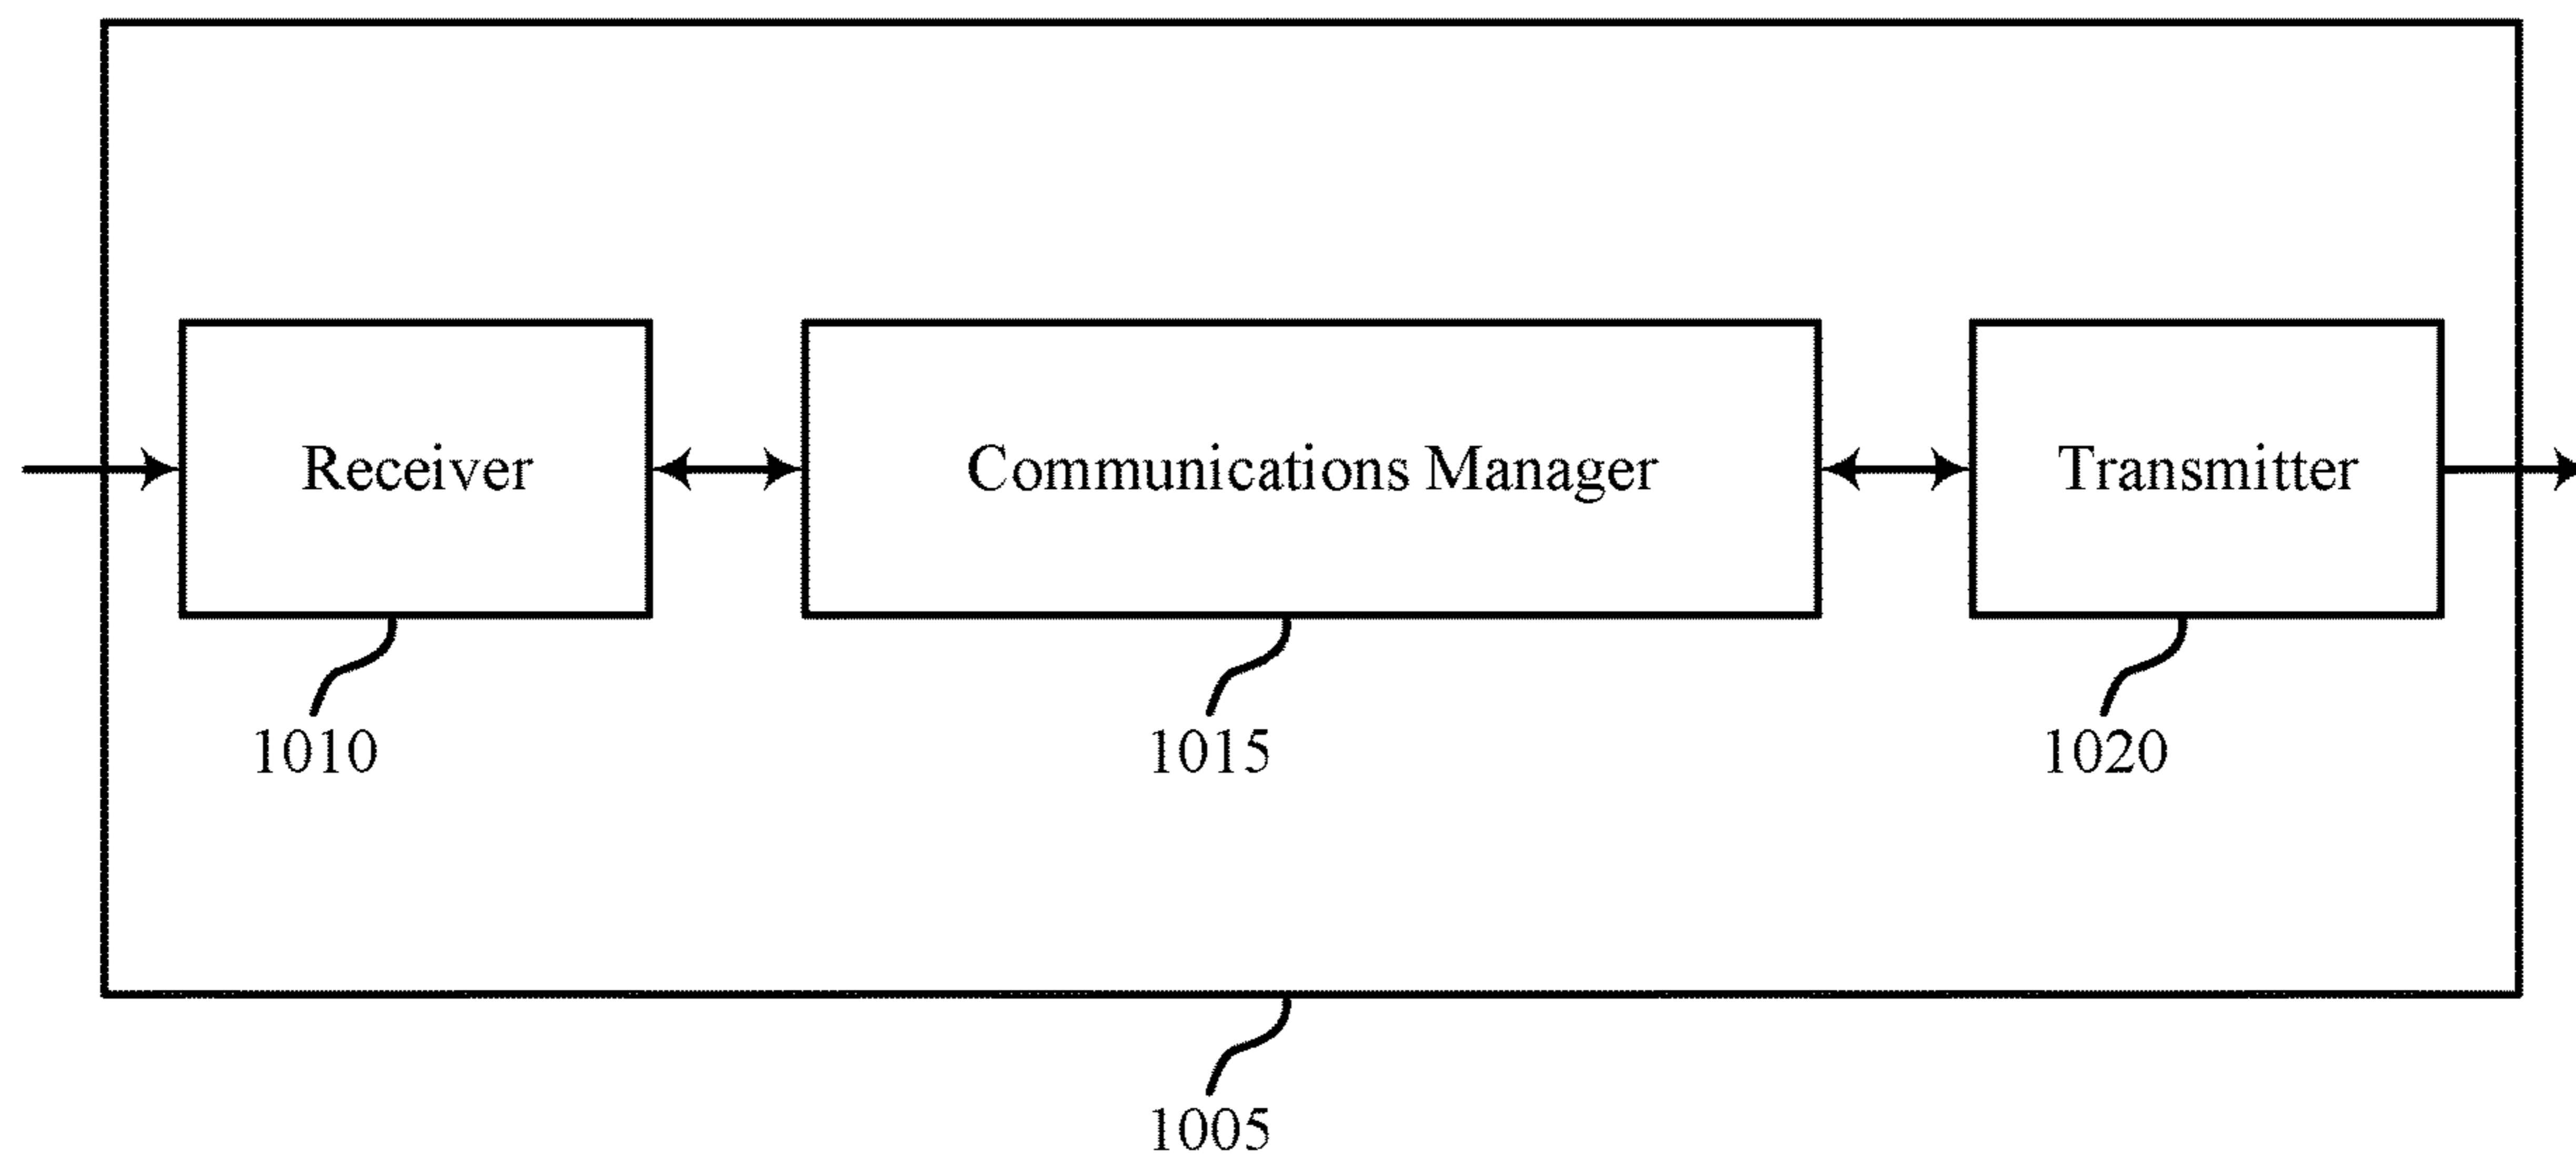 Receiver
Communications Manager
Transmitter
1010
1015
1020
1005